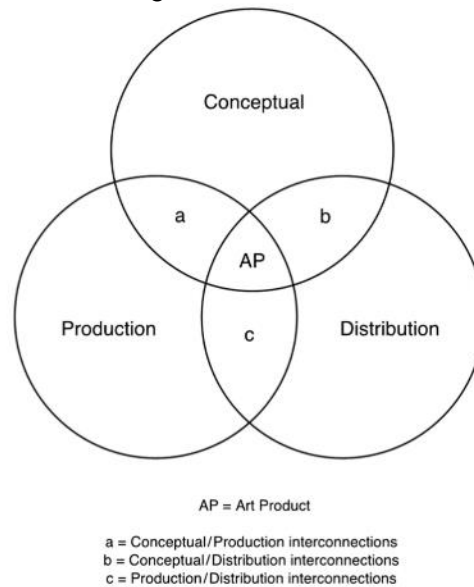 Conceptual
a
b
AP
Production
c
Distribution
AP = Art Product
a = Conceptual/Production interconnections
b = Conceptual/Distribution interconnections
c = Production/Distribution interconnections